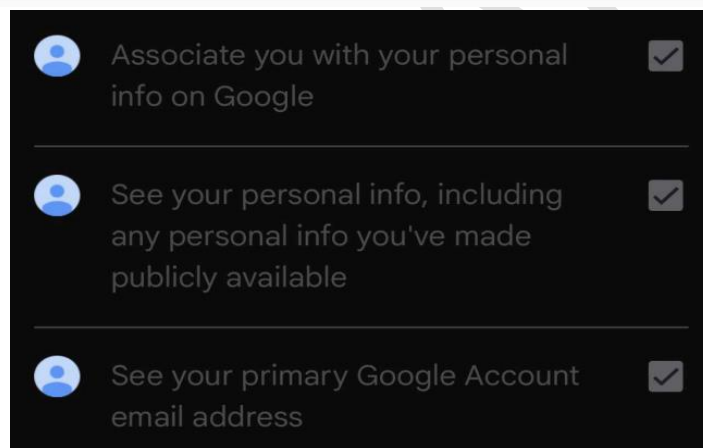 Associate you with your personal
info on Google
See your personal info, including
any personal info you've made
publicly available
See your primary Google Account
email address